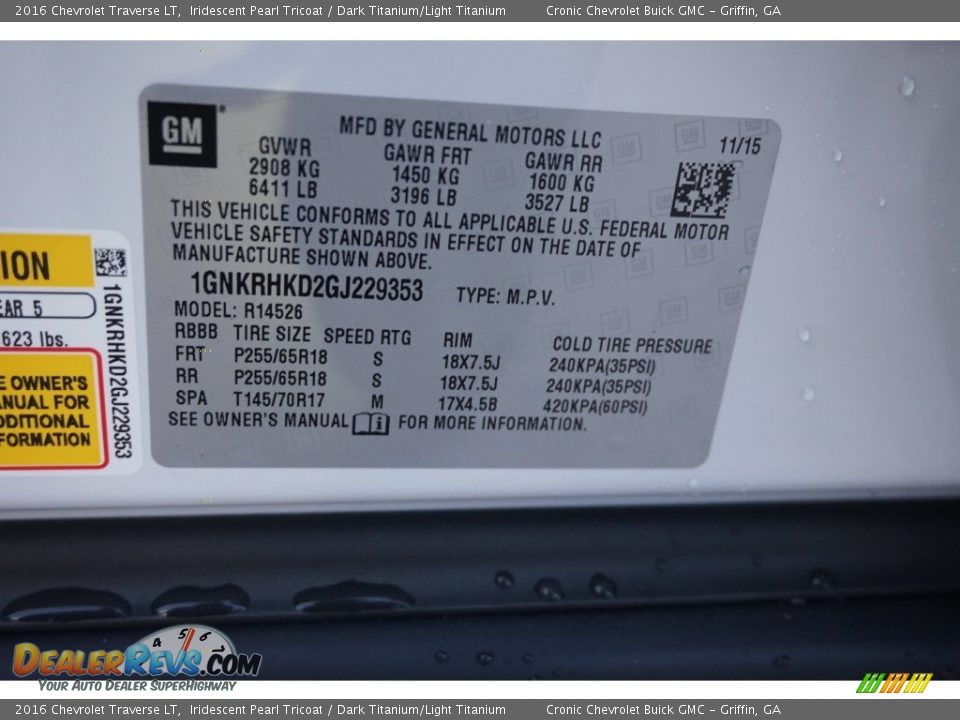 2016 Chevrolet Traverse LT, Iridescent Pearl Tricoat / Dark Titanium/Light Titanium Cronic Chevrolet Buick GMC - Griffin, GA
GM
MFD BY GENERAL MOTORS LLC
11/15
GVWR GAWR FRT GAWR RR
2908 KG 1450 KG 1600 KG
6411 LB 3196 LB 3527 LB
THIS VEHICLE CONFORMS TO ALL APPLICABLE U.S. FEDERAL MOTOR
VEHICLE SAFETY STANDARDS IN EFFECT ON THE DATE OF
MANUFACTURE SHOWN ABOVE.
1GNKRHKD2GJ229353 TYPE: M.P.V.
MODEL: R14526
RBBB TIRE SIZE SPEED RTG RIM COLD TIRE PRESSURE
FRT P255/65R18 S 18X7.5J 240KPA(35PSI)
RR P255/65R18 S 18X7.5J 240KPA(35PSI)
SPA T145/70R17 M 17X4.5B 420KPA(60PSI)
SEE OWNER'S MANUAL FOR MORE INFORMATION.
ION
EAR 5
623 lbs.
E OWNER'S
ANUAL FOR
DDITIONAL
FORMATION
1GNKRHKD2GJ229353
4 5 6
DEALERREVS.COM
YOUR AUTO DEALER SUPERHIGHWAY
2016 Chevrolet Traverse LT, Iridescent Pearl Tricoat / Dark Titanium/Light Titanium Cronic Chevrolet Buick GMC - Griffin, GA